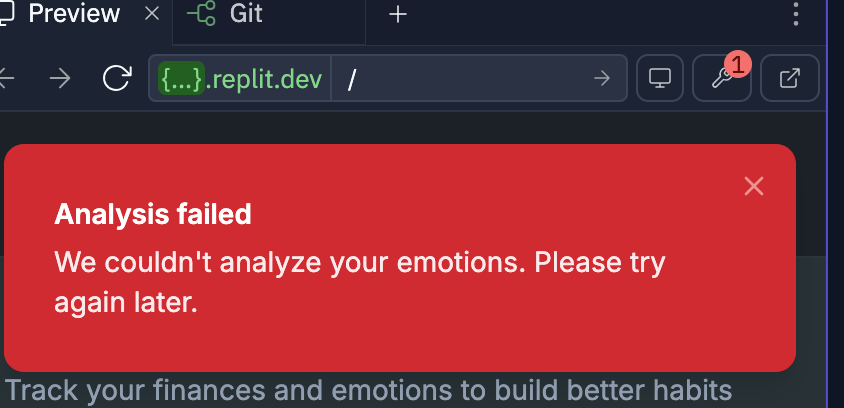 Preview
Git
{...}.replit.dev /
1
Analysis failed
We couldn't analyze your emotions. Please try
again later.
Track your finances and emotions to build better habits